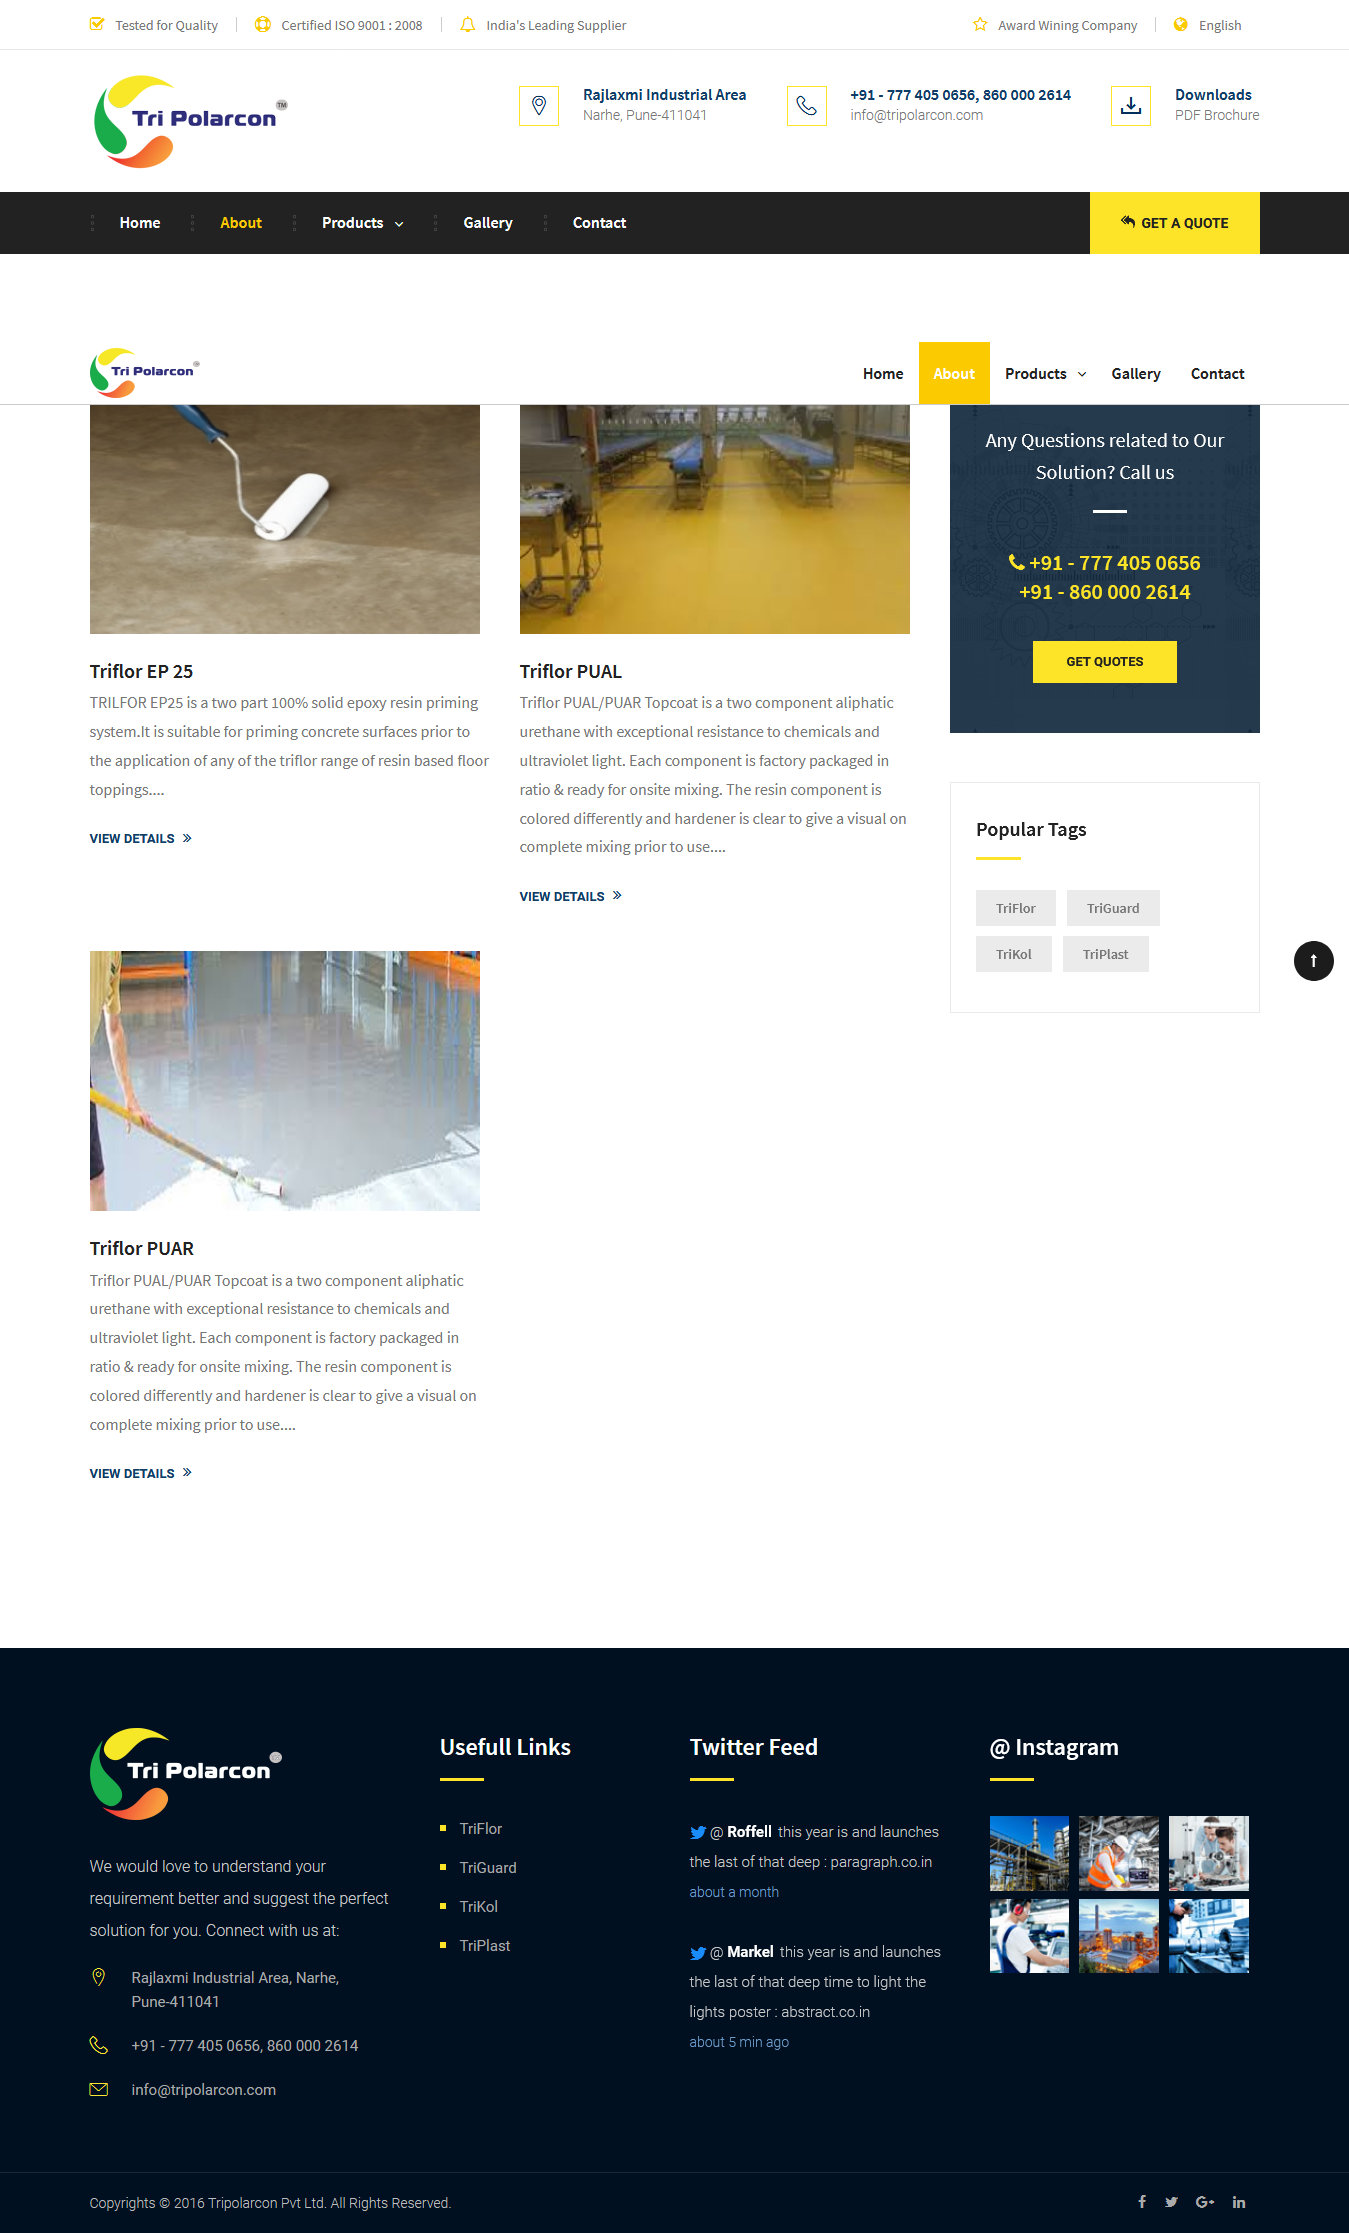 Tested for Quality
Certified ISO 9001 : 2008
India's Leading Supplier
Award Wining Company
English
Tri Polarcon TM
Rajlaxmi Industrial Area
Narhe, Pune-411041
+91 - 777 405 0656, 860 000 2614
info@tripolarcon.com
Downloads
PDF Brochure
Home
About
Products
Gallery
Contact
GET A QUOTE
Tri Polarcon
Home
About
Products
Gallery
Contact
Any Questions related to Our
Solution? Call us
+91 - 777 405 0656
+91 - 860 000 2614
GET QUOTES
Triflor EP 25
TRILFOR EP25 is a two part 100% solid epoxy resin priming
system.It is suitable for priming concrete surfaces prior to
the application of any of the triflor range of resin based floor
toppings....
VIEW DETAILS
Triflor PUAL
Triflor PUAL/PUAR Topcoat is a two component aliphatic
urethane with exceptional resistance to chemicals and
ultraviolet light. Each component is factory packaged in
ratio & ready for onsite mixing. The resin component is
colored differently and hardener is clear to give a visual on
complete mixing prior to use....
VIEW DETAILS
Popular Tags
TriFlor
TriGuard
TriKol
TriPlast
Triflor PUAR
Triflor PUAL/PUAR Topcoat is a two component aliphatic
urethane with exceptional resistance to chemicals and
ultraviolet light. Each component is factory packaged in
ratio & ready for onsite mixing. The resin component is
colored differently and hardener is clear to give a visual on
complete mixing prior to use....
VIEW DETAILS
Tri Polarcon
We would love to understand your
requirement better and suggest the perfect
solution for you. Connect with us at:
Rajlaxmi Industrial Area, Narhe,
Pune-411041
+91 - 777 405 0656, 860 000 2614
info@tripolarcon.com
Usefull Links
TriFlor
TriGuard
TriKol
TriPlast
Twitter Feed
@ Roffell this year is and launches
the last of that deep : paragraph.co.in
about a month
@ Markel this year is and launches
the last of that deep time to light the
lights poster : abstract.co.in
about 5 min ago
@ Instagram
Copyrights © 2016 Tripolarcon Pvt Ltd. All Rights Reserved.